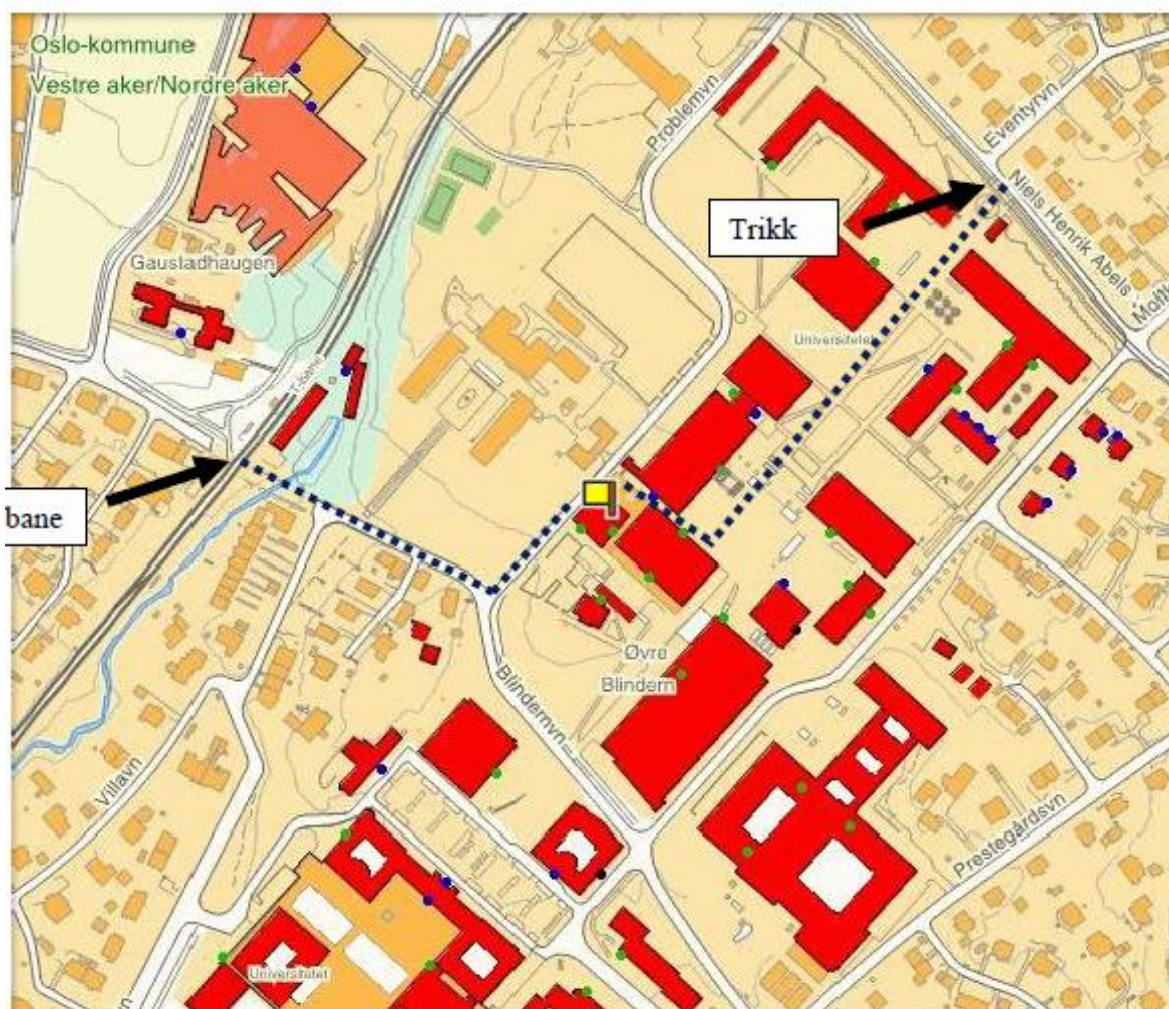 Oslo-kommune
Vestre aker/Nordre aker
Problemvn
Eventyrvn
Niels Henrik Abels
Trikk
Gaustadhaugen
Universitetet
T-bane
bane
Øvre
Blindern
Blindernvn
Villavn
Prestegårdsvn
Universitetet